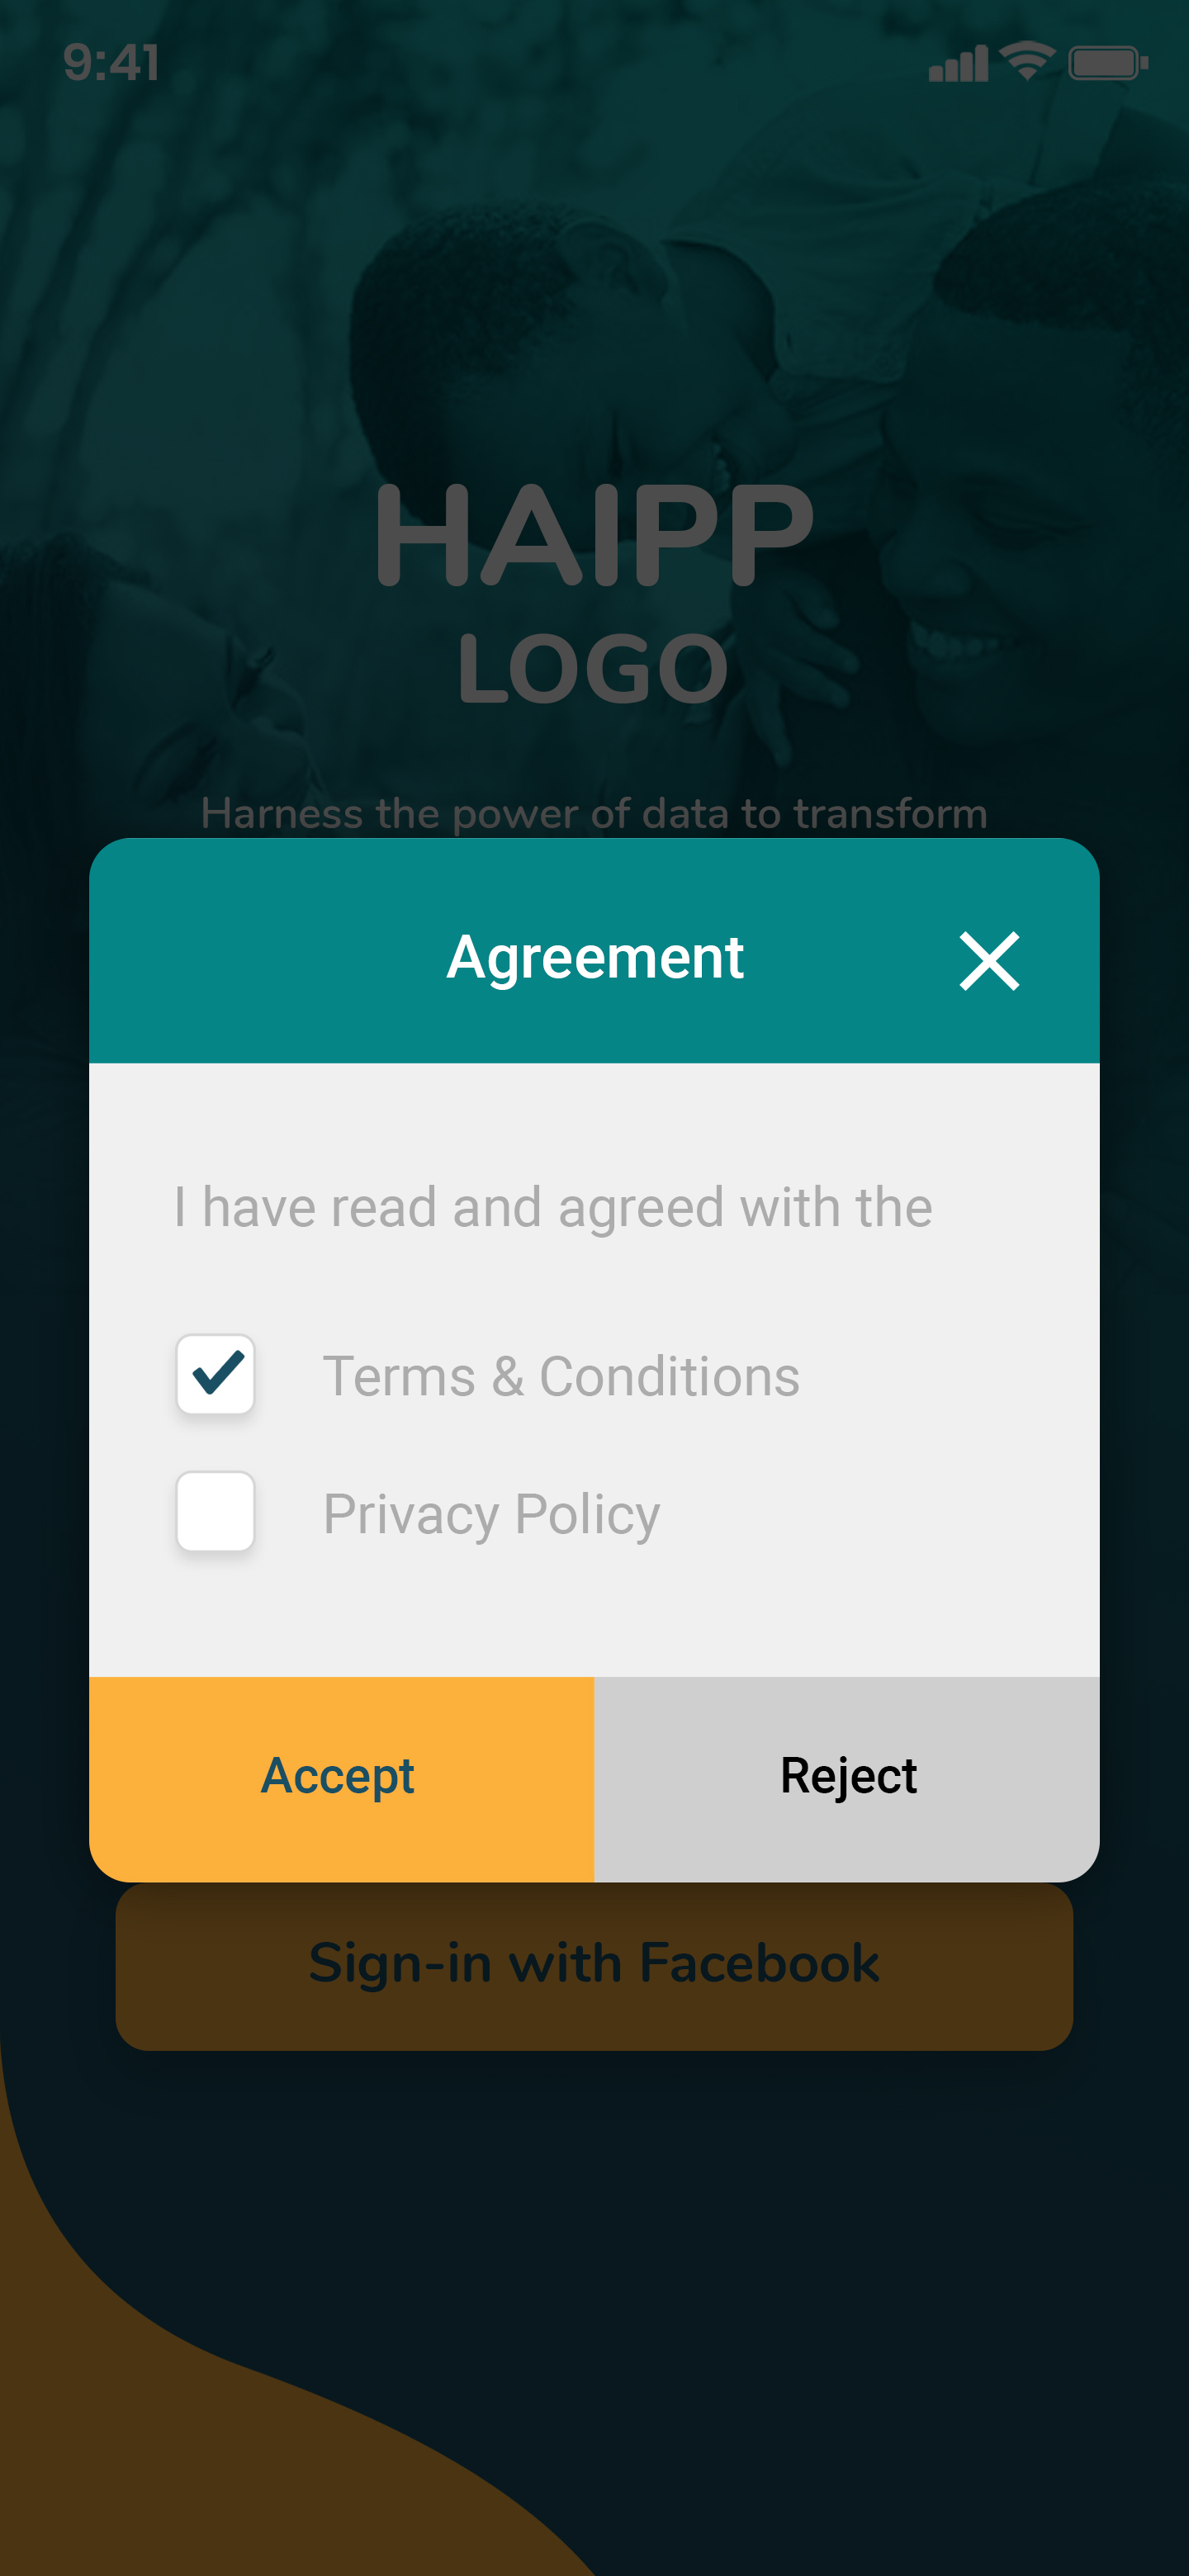 9:41
HAIPP
LOGO
Harness the power of data to transform
Agreement
I have read and agreed with the
Terms & Conditions
Privacy Policy
Accept
Reject
Sign-in with Facebook